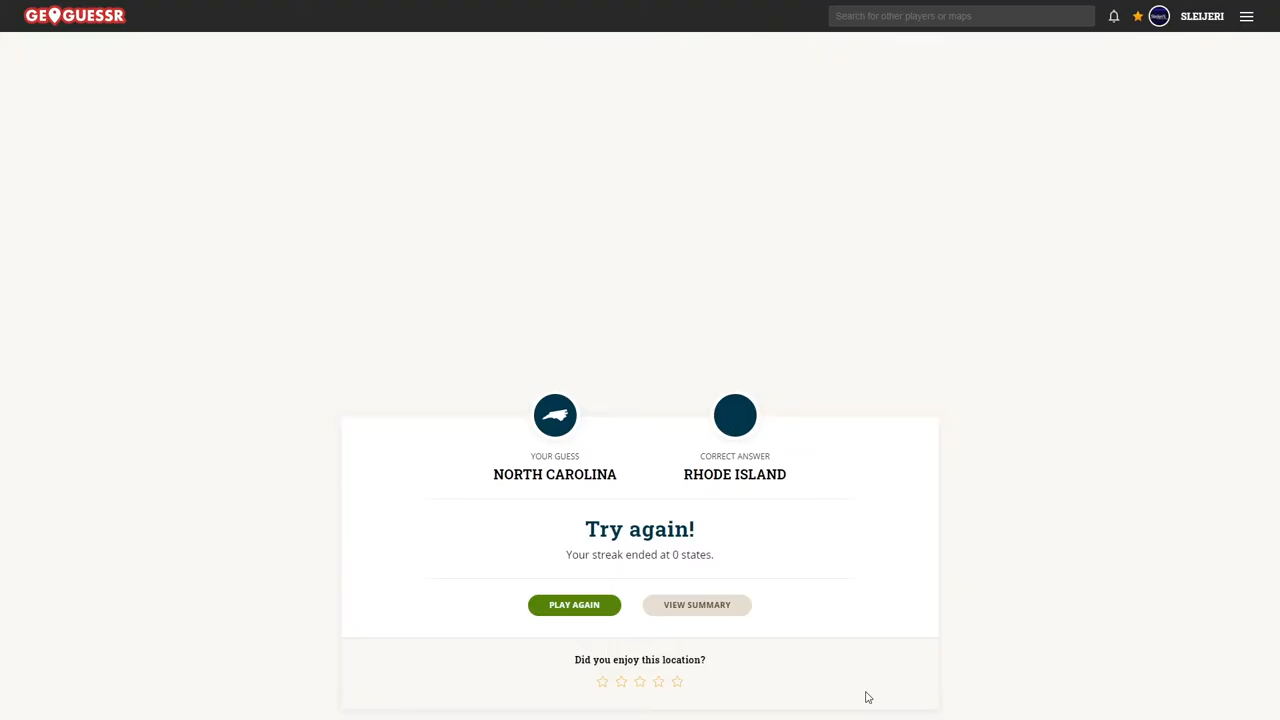 GEOGUESSR
Search for other players or maps
SLEIJERI
YOUR GUESS
NORTH CAROLINA
CORRECT ANSWER
RHODE ISLAND
Try again!
Your streak ended at 0 states.
PLAY AGAIN
VIEW SUMMARY
Did you enjoy this location?